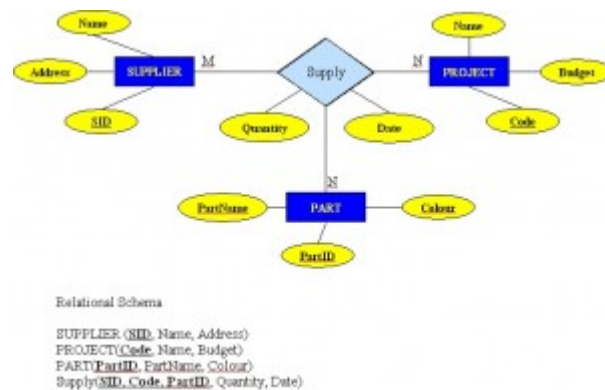 Name
Name
Address
SUPPLIER
M
Supply
N
PROJECT
Budget
SID
Quantity
Date
Code
N
PartName
PART
Colour
PartID
Relational Schema
SUPPLIER (SID, Name, Address)
PROJECT(Code, Name, Budget)
PART(PartID, PartName, Colour)
Supply(SID, Code, PartID, Quantity, Date)